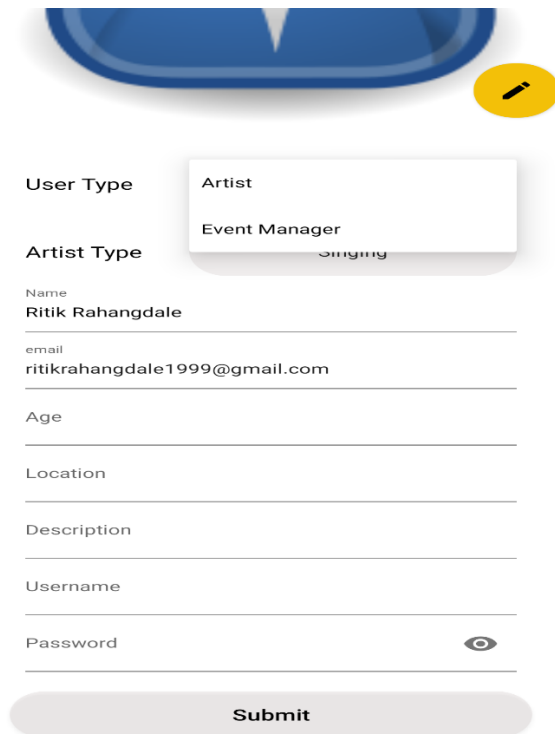 User Type
Artist
Event Manager
Artist Type
Singing
Name
Ritik Rahangdale
email
ritikrahangdale1999@gmail.com
Age
Location
Description
Username
Password
Submit